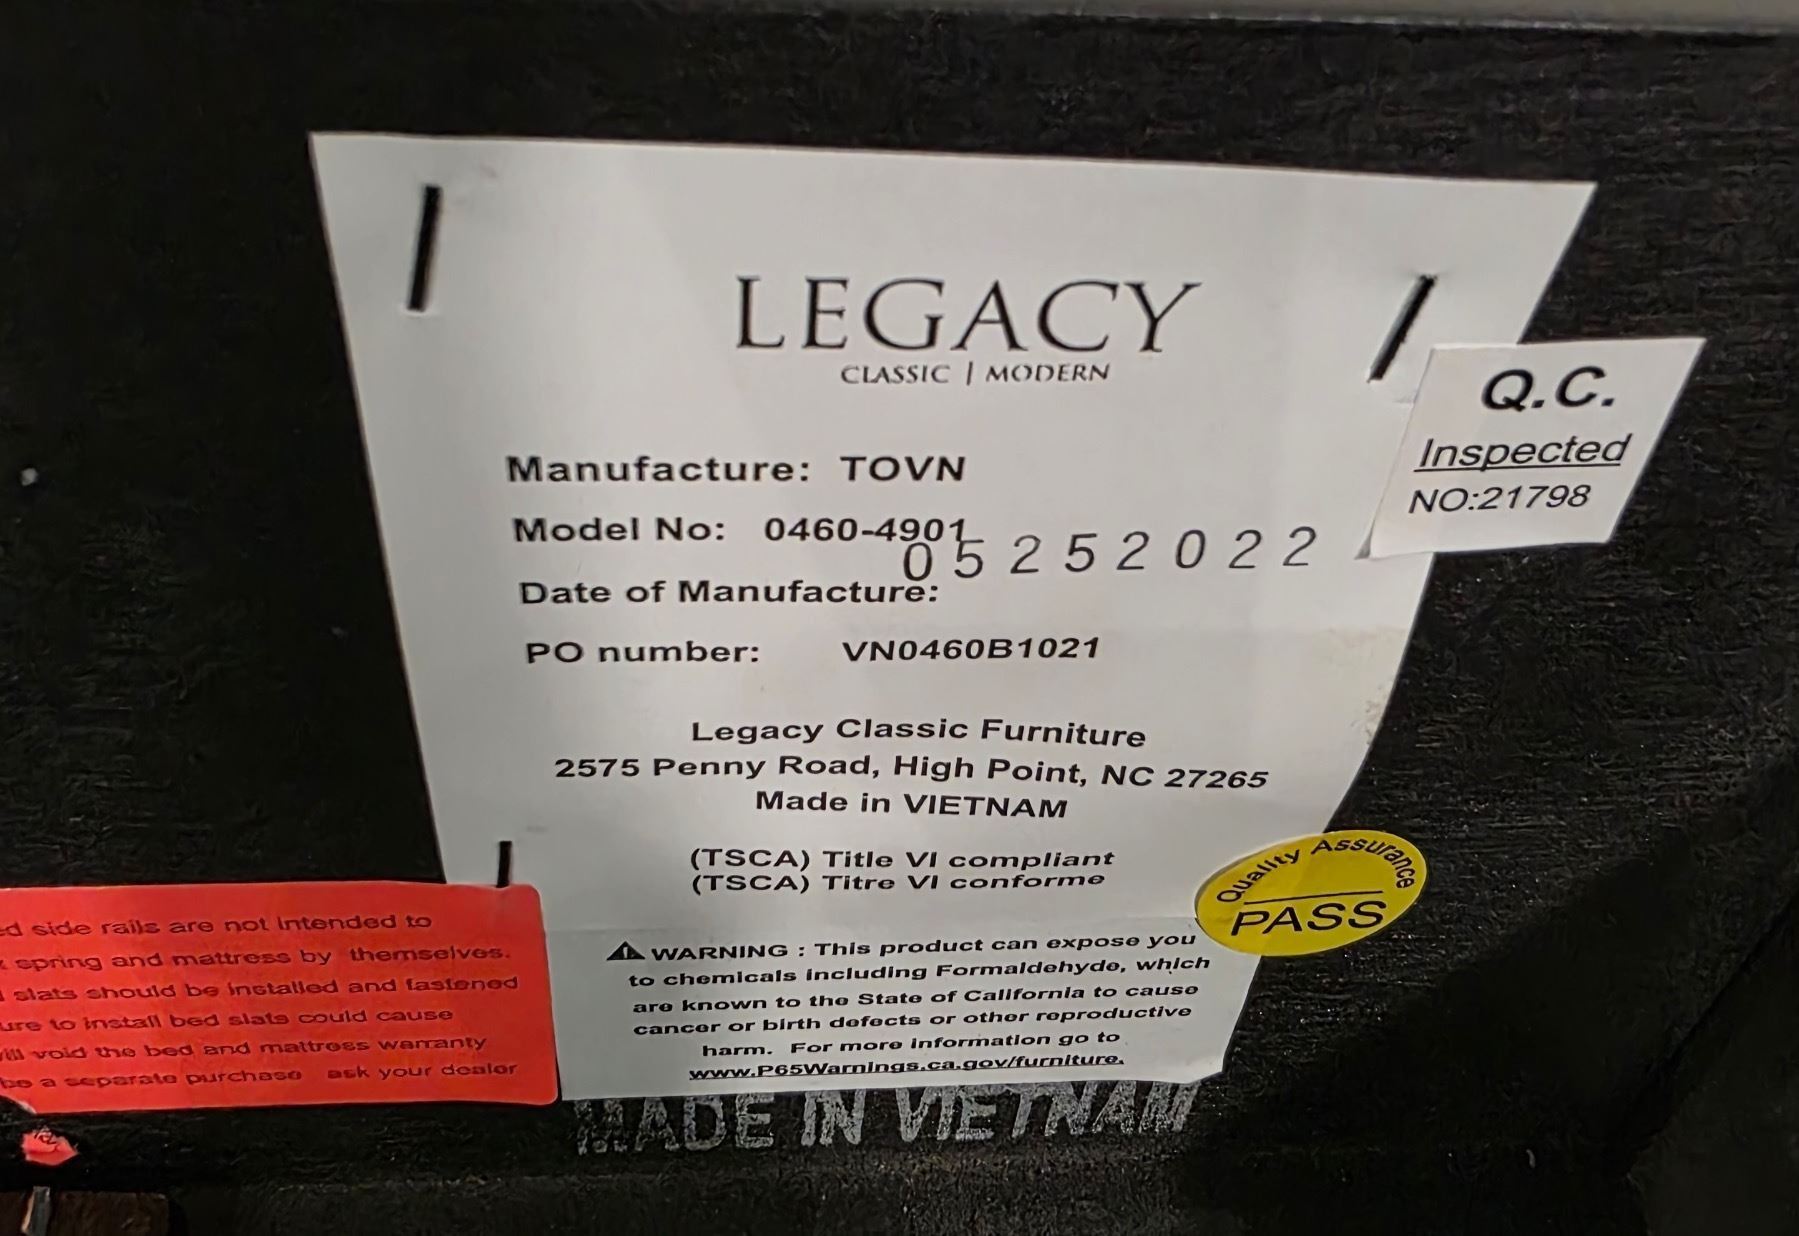 LEGACY
CLASSIC | MODERN
Q.C.
Inspected
NO:21798
Manufacture: TOVN
Model No: 0460-4901
05252022
Date of Manufacture:
PO number: VN0460B1021
Legacy Classic Furniture
2575 Penny Road, High Point, NC 27265
Made in VIETNAM
(TSCA) Title VI compliant
(TSCA) Titre VI conforme
Quality Assurance
PASS
⚠ WARNING : This product can expose you
to chemicals including Formaldehyde, which
are known to the State of California to cause
cancer or birth defects or other reproductive
harm. For more information go to
www.P65Warnings.ca.gov/furniture.
side rails are not intended to
spring and mattress by themselves.
slats should be installed and fastened
to install bed slats could cause
void the bed and mattress warranty
be a separate purchase ask your dealer
MADE IN VIETNAM